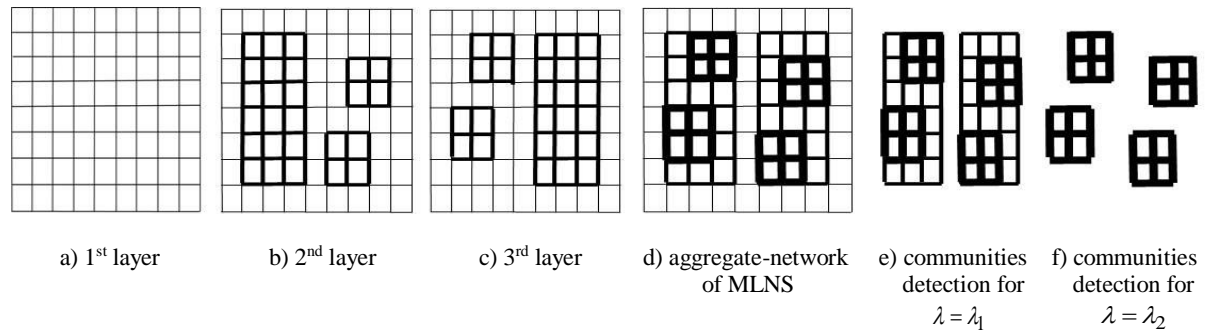 a) 1st layer
b) 2nd layer
c) 3rd layer
d) aggregate-network
of MLNS
e) communities
detection for
λ = λ1
f) communities
detection for
λ = λ2